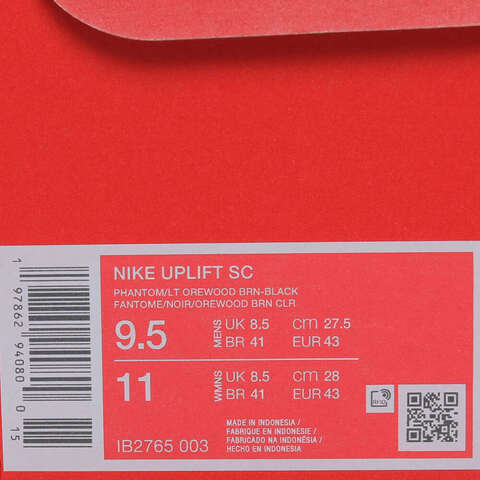 NIKE UPLIFT SC
PHANTOM/LT OREWOOD BRN-BLACK
FANTOME/NOIR/OREWOOD BRN CLR
9.5 MENS UK 8.5 cm 27.5
BR 41 EUR 43
11 WMNS UK 8.5 cm 28
BR 41 EUR 43
IB2765 003
MADE IN INDONESIA /
FABRIQUE EN INDONESIE /
FABRICADO NA INDONÉSIA /
HECHO EN INDONESIA
RFID
1 97862 94080 0 15